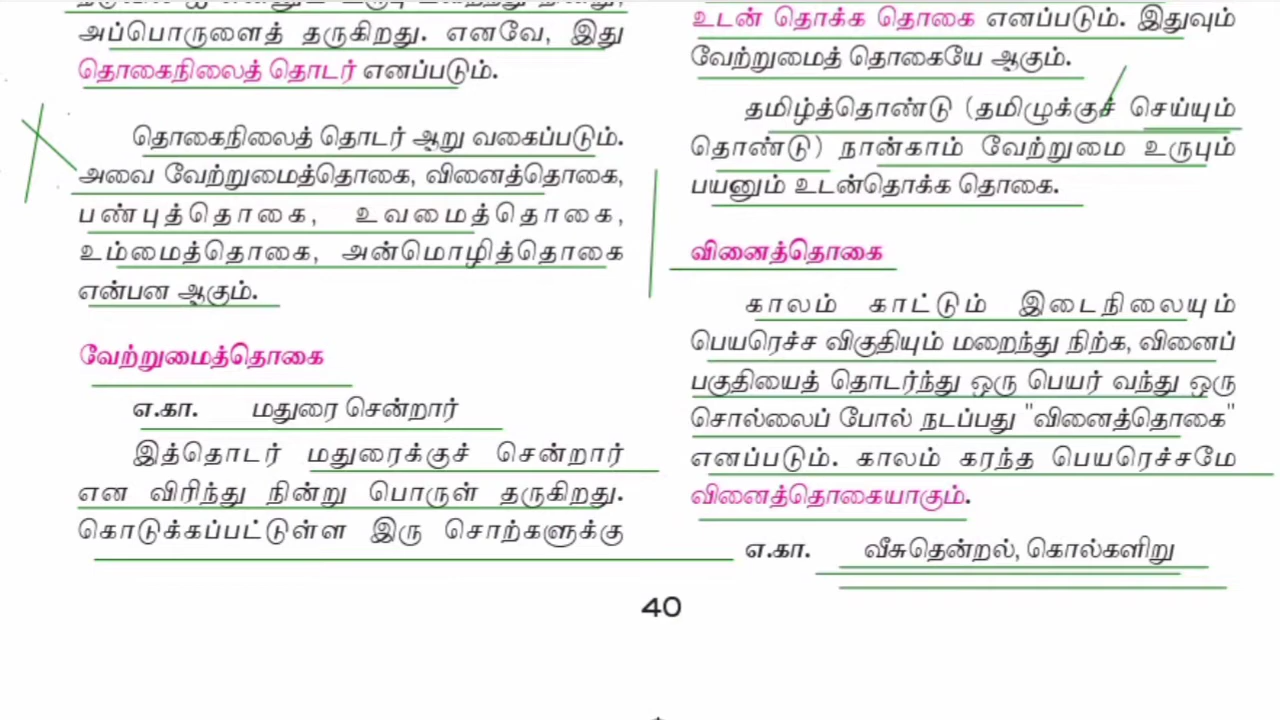 அப்பொருளைத் தருகிறது. எனவே, இது
தொகைநிலைத் தொடர் எனப்படும்.
தொகைநிலைத் தொடர் ஆறு வகைப்படும்.
அவை வேற்றுமைத்தொகை, வினைத்தொகை,
பண்புத்தொகை, உவமைத்தொகை,
உம்மைத்தொகை, அன்மொழித்தொகை
என்பன ஆகும்.
வேற்றுமைத்தொகை
எ.கா. மதுரை சென்றார்
இத்தொடர் மதுரைக்குச் சென்றார்
என விரிந்து நின்று பொருள் தருகிறது.
கொடுக்கப்பட்டுள்ள இரு சொற்களுக்கு
உடன் தொக்க தொகை எனப்படும். இதுவும்
வேற்றுமைத் தொகையே ஆகும்.
தமிழ்த்தொண்டு (தமிழுக்குச் செய்யும்
தொண்டு) நான்காம் வேற்றுமை உருபும்
பயனும் உடன்தொக்க தொகை.
வினைத்தொகை
காலம் காட்டும் இடைநிலையும்
பெயரெச்ச விகுதியும் மறைந்து நிற்க, வினைப்
பகுதியைத் தொடர்ந்து ஒரு பெயர் வந்து ஒரு
சொல்லைப் போல் நடப்பது "வினைத்தொகை"
எனப்படும். காலம் கரந்த பெயரெச்சமே
வினைத்தொகையாகும்.
எ.கா. வீசுதென்றல், கொல்களிறு
40